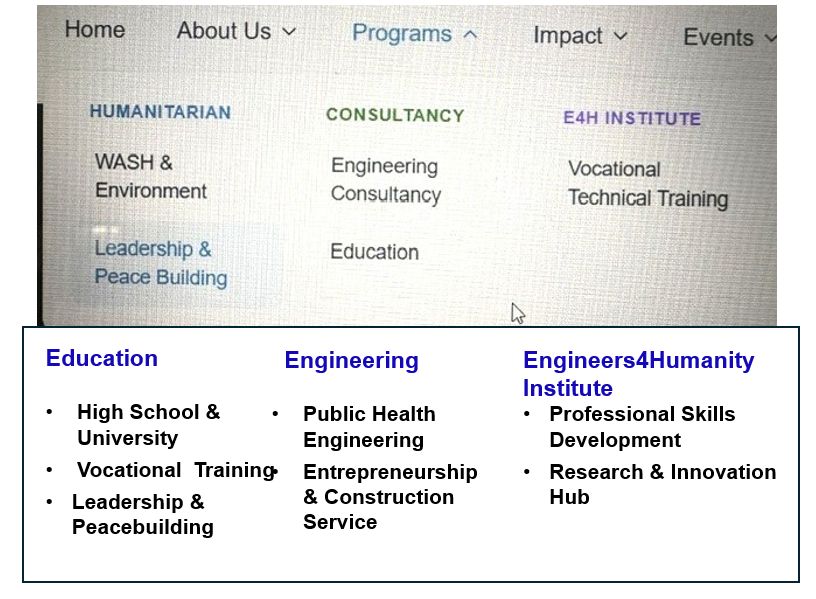 Home About Us Programs Impact Events
HUMANITARIAN CONSULTANCY E4H INSTITUTE
WASH &
Environment
Leadership &
Peace Building
Engineering
Consultancy
Education
Vocational
Technical Training
Education
• High School &
University
• Vocational Training
• Leadership &
Peacebuilding
Engineering
• Public Health
Engineering
• Entrepreneurship
& Construction
Service
Engineers4Humanity
Institute
• Professional Skills
Development
• Research & Innovation
Hub